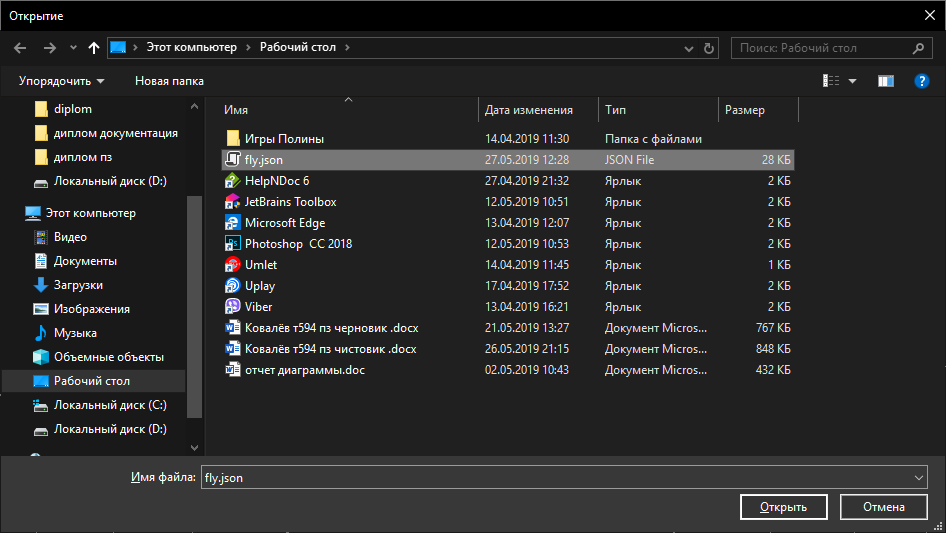 Открытие
Этот компьютер Рабочий стол
Поиск: Рабочий стол
Упорядочить Новая папка
diplom
диплом документация
диплом пз
Локальный диск (D:)
Этот компьютер
Видео
Документы
Загрузки
Изображения
Музыка
Объемные объекты
Рабочий стол
Локальный диск (C:)
Локальный диск (D:)
Имя Дата изменения Тип Размер
Игры Полины 14.04.2019 11:30 Папка с файлами
fly.json 27.05.2019 12:28 JSON File 28 КБ
HelpNDoc 6 27.04.2019 21:32 Ярлык 2 КБ
JetBrains Toolbox 12.05.2019 10:51 Ярлык 2 КБ
Microsoft Edge 13.04.2019 12:07 Ярлык 2 КБ
Photoshop CC 2018 12.05.2019 10:53 Ярлык 2 КБ
Umlet 14.04.2019 11:45 Ярлык 1 КБ
Uplay 17.04.2019 17:52 Ярлык 2 КБ
Viber 13.04.2019 16:21 Ярлык 2 КБ
Ковалёв т594 пз черновик .docx 21.05.2019 13:27 Документ Micros... 767 КБ
Ковалёв т594 пз чистовик .docx 26.05.2019 21:15 Документ Micros... 848 КБ
отчет диаграммы.doc 02.05.2019 10:43 Документ Micros... 432 КБ
Имя файла: fly.json
Открыть Отмена